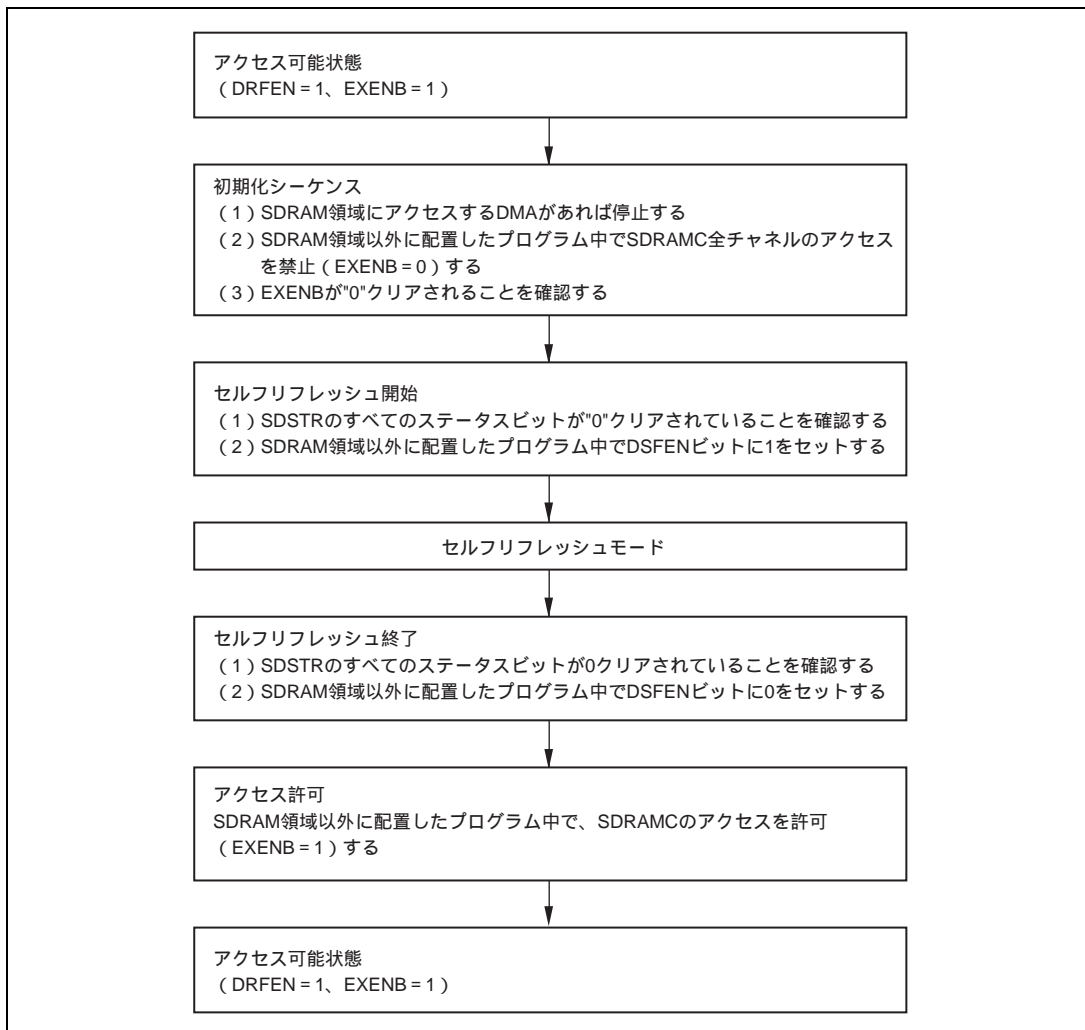 アクセス可能状態
（DRFEN = 1、EXENB = 1）
初期化シーケンス
（1）SDRAM領域にアクセスするDMAがあれば停止する
（2）SDRAM領域以外に配置したプログラム中でSDRAMC全チャネルのアクセス
を禁止（EXENB = 0）する
（3）EXENBが"0"クリアされることを確認する
セルフリフレッシュ開始
（1）SDSTRのすべてのステータスビットが"0"クリアされていることを確認する
（2）SDRAM領域以外に配置したプログラム中でDSFENビットに1をセットする
セルフリフレッシュモード
セルフリフレッシュ終了
（1）SDSTRのすべてのステータスビットが0クリアされていることを確認する
（2）SDRAM領域以外に配置したプログラム中でDSFENビットに0をセットする
アクセス許可
SDRAM領域以外に配置したプログラム中で、SDRAMCのアクセスを許可
（EXENB = 1）する
アクセス可能状態
（DRFEN = 1、EXENB = 1）